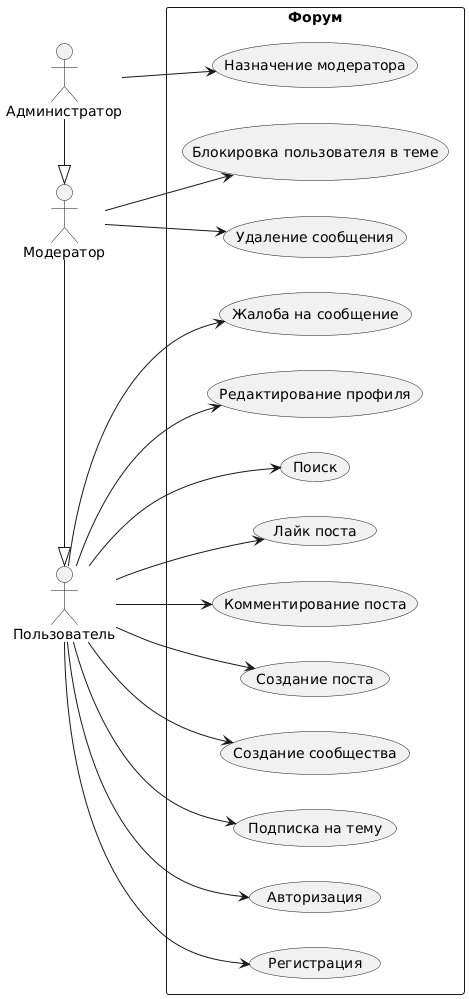 Форум
Администратор
Назначение модератора
Блокировка пользователя в теме
Модератор
Удаление сообщения
Жалоба на сообщение
Редактирование профиля
Поиск
Лайк поста
Пользователь
Комментирование поста
Создание поста
Создание сообщества
Подписка на тему
Авторизация
Регистрация